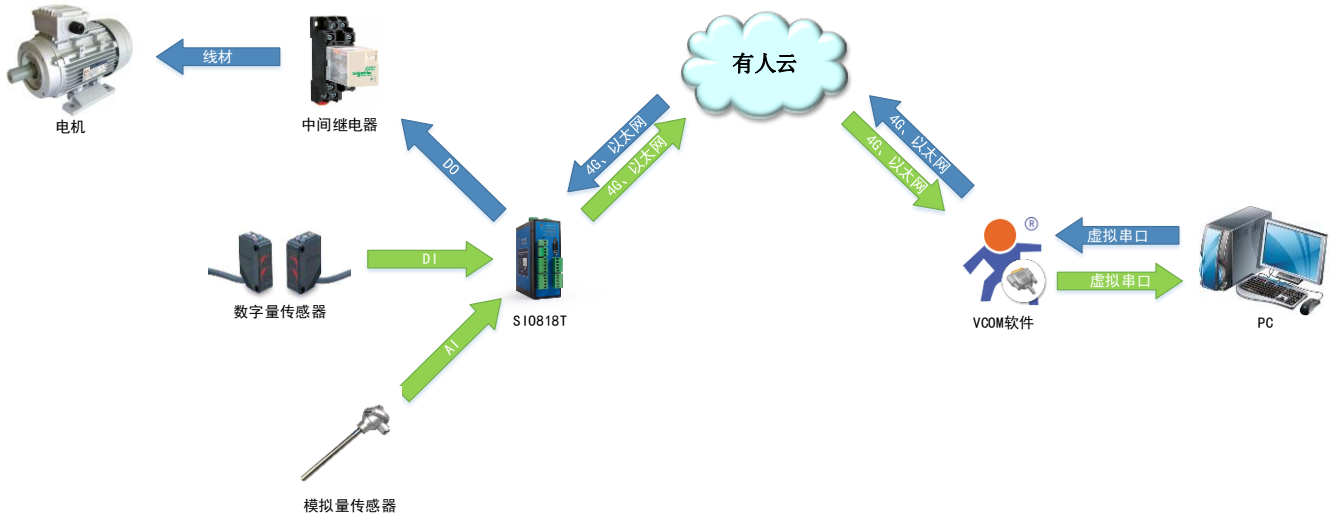 有人云
线材
电机
中间继电器
DO
4G、以太网
4G、以太网
4G、以太网
4G、以太网
DI
数字量传感器
SIO818T
AI
模拟量传感器
®
VCOM软件
虚拟串口
虚拟串口
PC